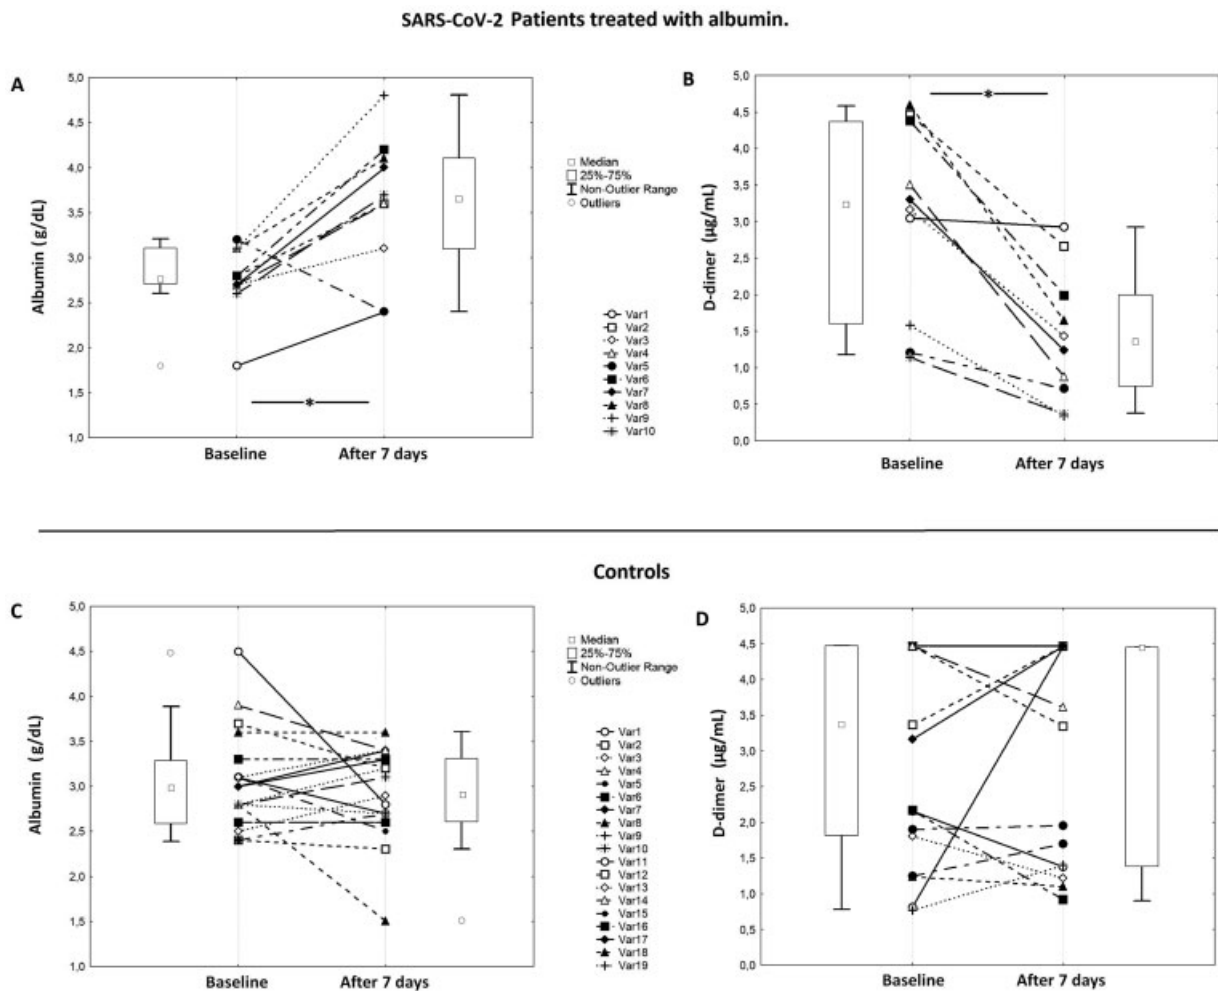 SARS-CoV-2 Patients treated with albumin.
A
Albumin (g/dL)
5,0
4,5
4,0
3,5
3,0
2,5
2,0
1,5
1,0
*
Baseline
After 7 days
Median
25%-75%
Non-Outlier Range
Outliers
Var1
Var2
Var3
Var4
Var5
Var6
Var7
Var8
Var9
Var10
B
D-dimer (µg/mL)
5,0
4,5
4,0
3,5
3,0
2,5
2,0
1,5
1,0
0,5
0,0
*
Baseline
After 7 days
Controls
C
Albumin (g/dL)
5,0
4,5
4,0
3,5
3,0
2,5
2,0
1,5
1,0
Baseline
After 7 days
Median
25%-75%
Non-Outlier Range
Outliers
Var1
Var2
Var3
Var4
Var5
Var6
Var7
Var8
Var9
Var10
Var11
Var12
Var13
Var14
Var15
Var16
Var17
Var18
Var19
D
D-dimer (µg/mL)
5,0
4,5
4,0
3,5
3,0
2,5
2,0
1,5
1,0
0,5
0,0
Baseline
After 7 days